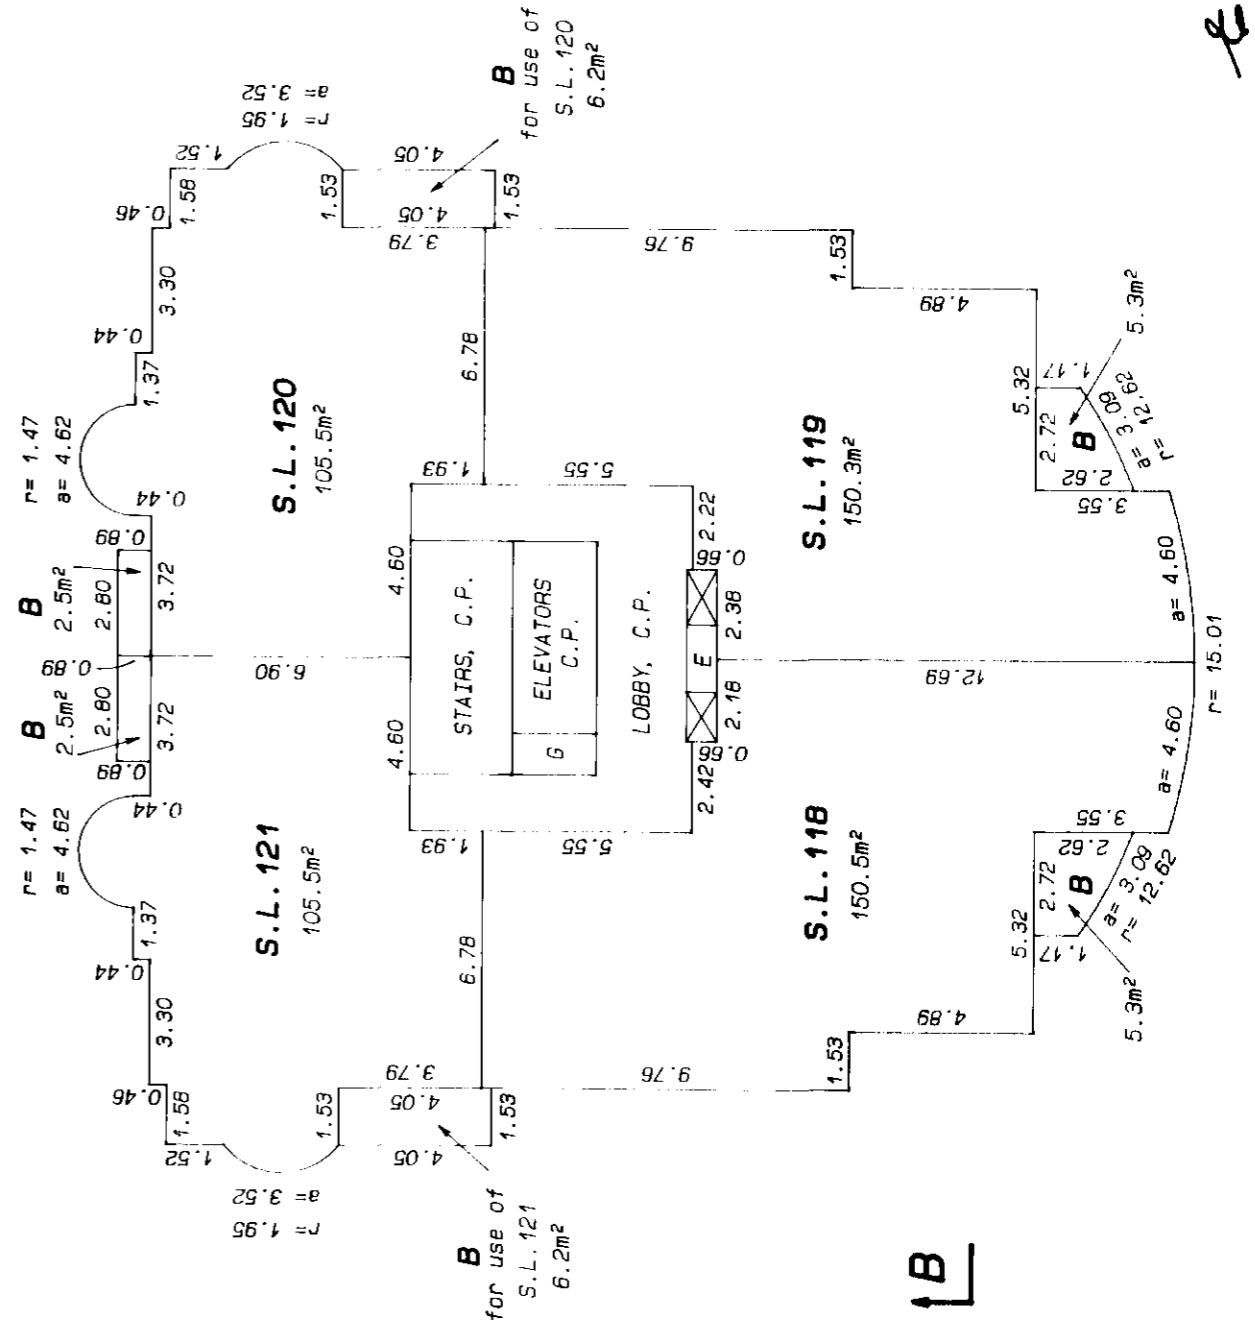 B
for use of
S.L.120
6.2m²
a= 3.52
r= 1.95
1.52
4.05
0.46
1.58
1.53
4.05
1.53
3.79
3.30
9.76
1.53
0.44
1.37
6.78
4.89
r= 1.47
a= 4.62
S.L.120
105.5m²
5.32
1.17
5.3m²
0.44
1.93
5.55
S.L.119
150.3m²
2.72
B
2.62
3.55
a= 3.09
r= 12.62
0.89
B
2.5m²
2.80
3.72
4.60
2.22
0.66
2.38
a= 4.60
0.89
6.90
STAIRS, C.P.
ELEVATORS
C.P.
G
LOBBY, C.P.
E
12.69
r= 15.01
B
2.5m²
2.80
3.72
0.89
4.60
2.18
0.66
2.42
a= 4.60
0.44
r= 1.47
a= 4.62
1.93
5.55
3.55
2.62
S.L.121
105.5m²
S.L.118
150.5m²
2.72
B
a= 3.09
r= 12.62
1.37
0.44
5.32
1.17
5.3m²
3.30
6.78
4.89
0.46
1.58
1.53
3.79
4.05
9.76
1.53
1.52
4.05
1.53
a= 3.52
r= 1.95
B
for use of
S.L.121
6.2m²
B